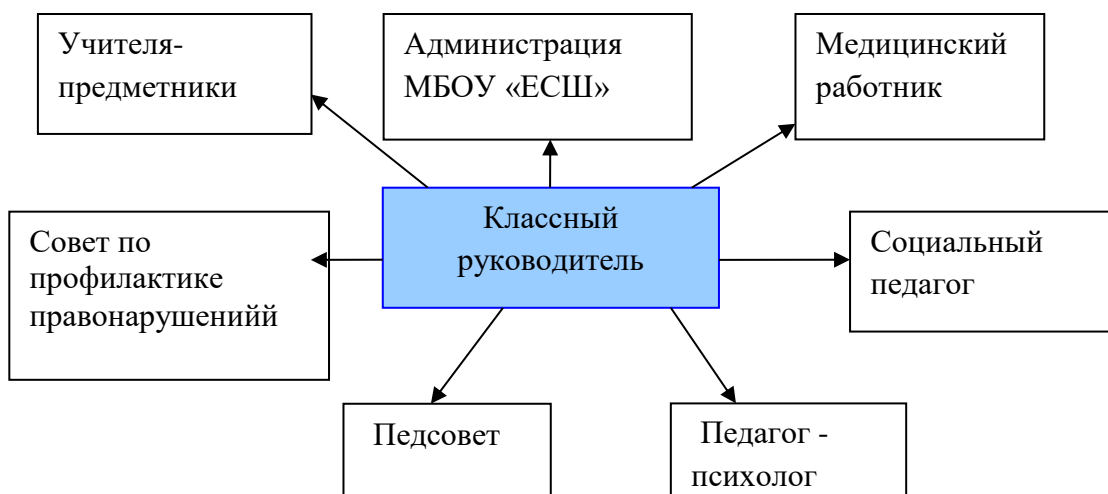 Учителя-
предметники
Администрация
МБОУ «ЕСШ»
Медицинский
работник
Классный
руководитель
Совет по
профилактике
правонарушенийй
Социальный
педагог
Педсовет
Педагог -
психолог